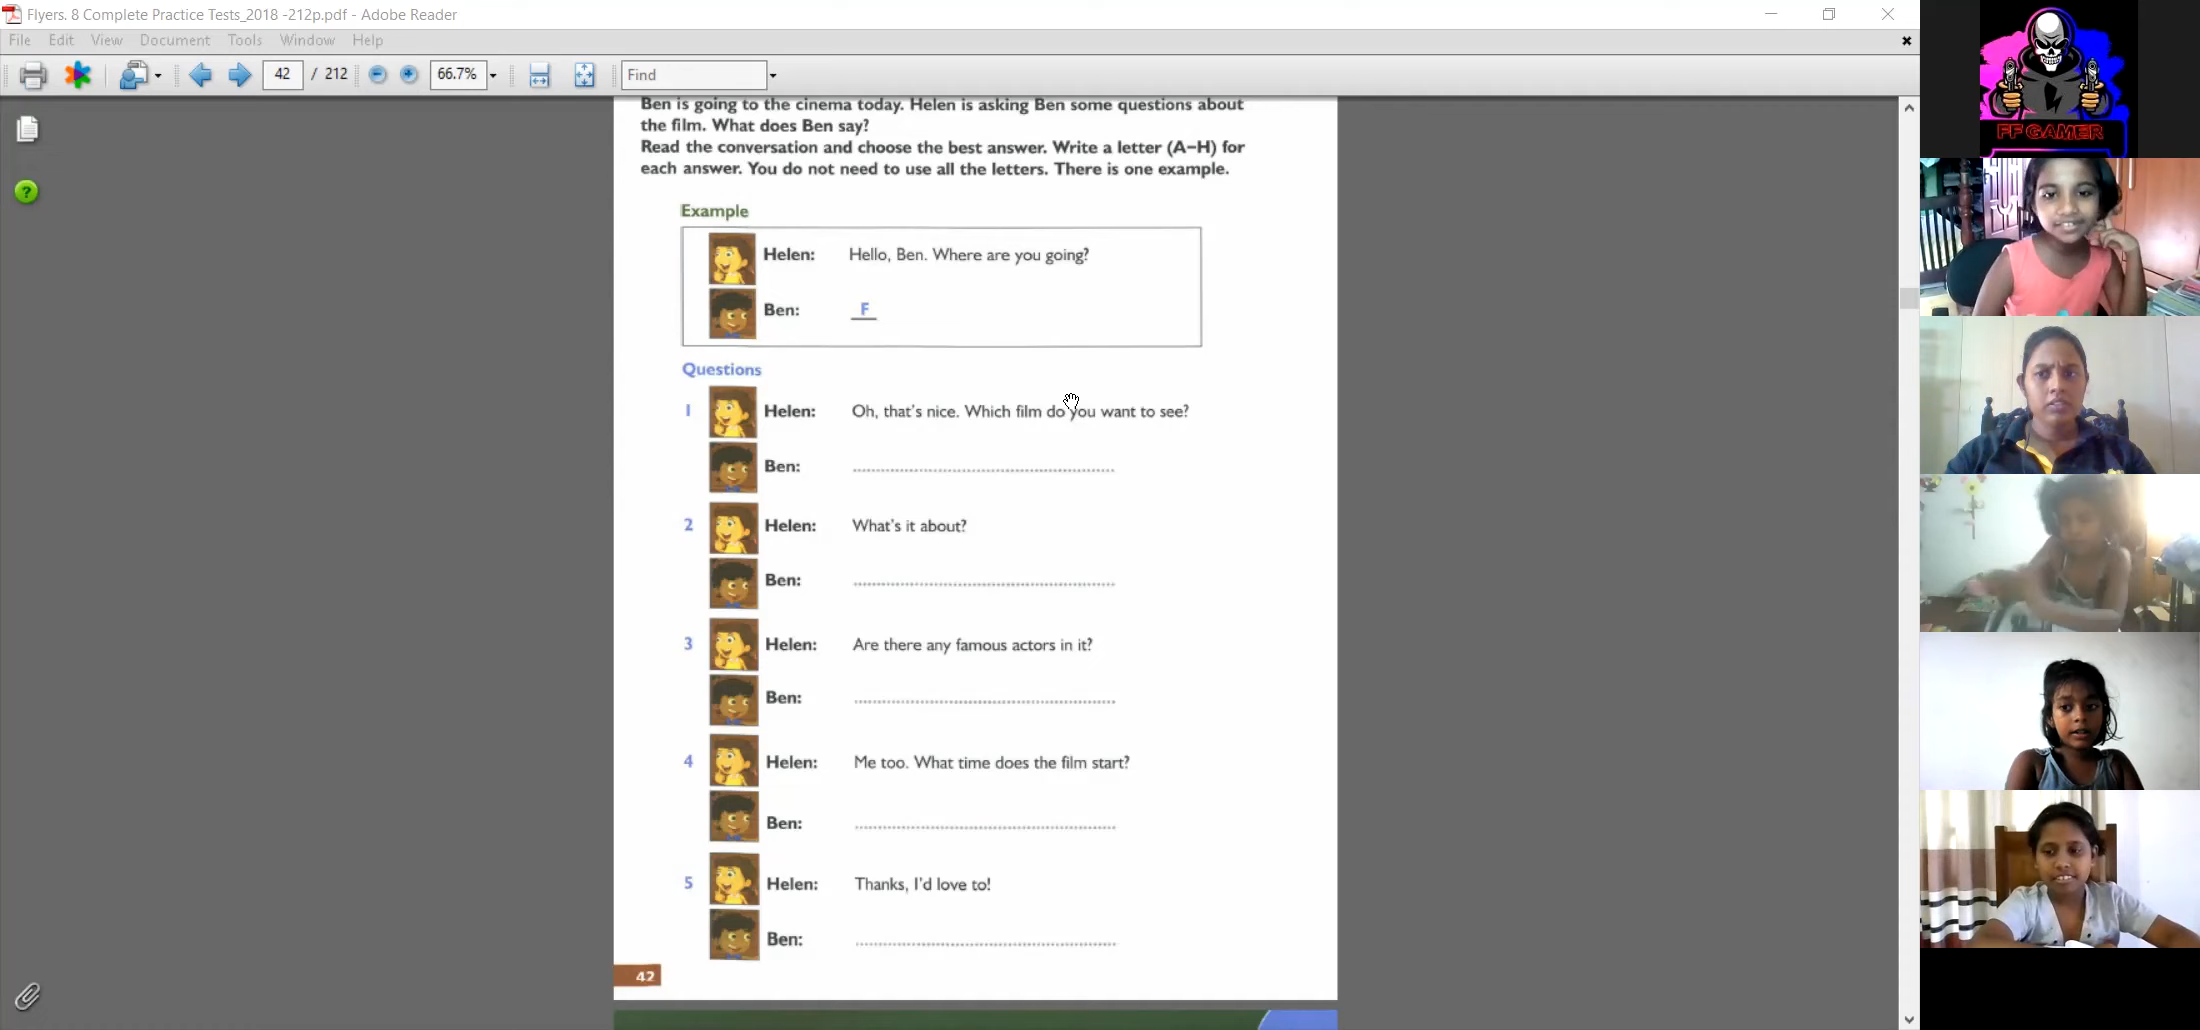 Flyers. 8 Complete Practice Tests_2018 -212p.pdf - Adobe Reader
File Edit View Document Tools Window Help
42 / 212 66.7% Find
Ben is going to the cinema today. Helen is asking Ben some questions about
the film. What does Ben say?
Read the conversation and choose the best answer. Write a letter (A–H) for
each answer. You do not need to use all the letters. There is one example.
Example
Helen: Hello, Ben. Where are you going?
Ben: F
Questions
1 Helen: Oh, that's nice. Which film do you want to see?
Ben: ............................................................
2 Helen: What's it about?
Ben: ............................................................
3 Helen: Are there any famous actors in it?
Ben: ............................................................
4 Helen: Me too. What time does the film start?
Ben: ............................................................
5 Helen: Thanks, I'd love to!
Ben: ............................................................
42
FF GAMER